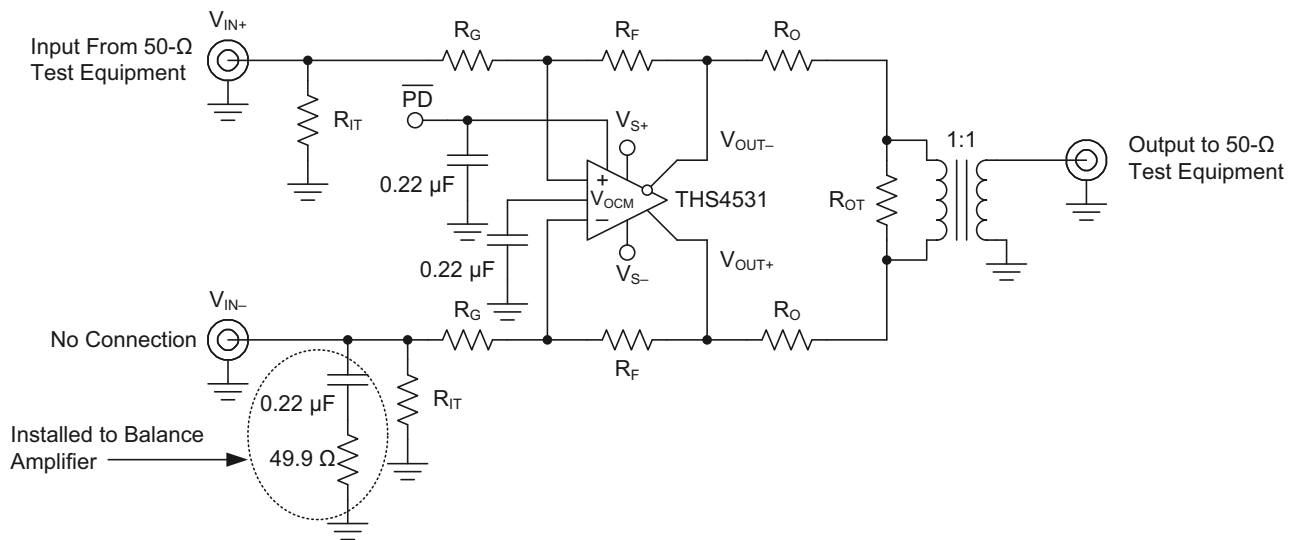 V_IN+
Input From 50-Ω
Test Equipment
R_G
R_F
R_O
R_IT
PD
V_S+
V_OUT–
1:1
Output to 50-Ω
Test Equipment
0.22 µF
+
V_OCM
–
THS4531
R_OT
0.22 µF
V_S–
V_OUT+
V_IN–
No Connection
R_G
R_F
R_O
0.22 µF
R_IT
Installed to Balance
Amplifier
49.9 Ω